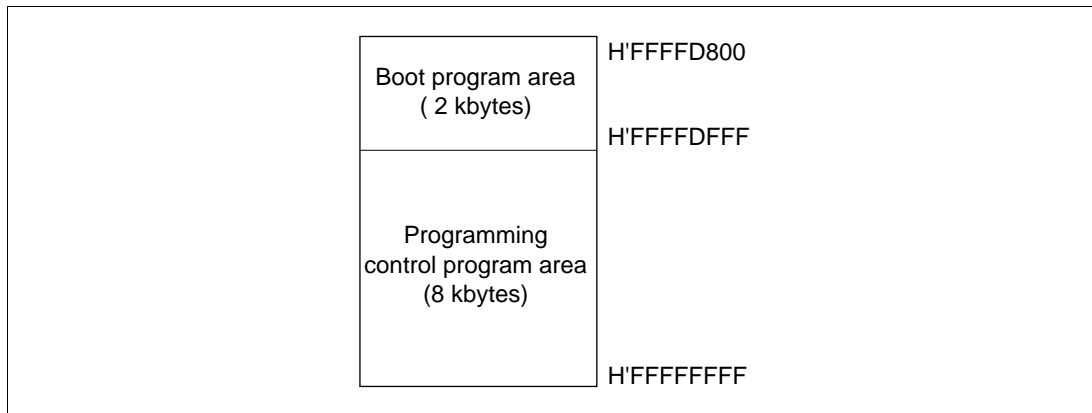 H'FFFFD800
Boot program area
( 2 kbytes)
H'FFFFDFFF
Programming
control program area
(8 kbytes)
H'FFFFFFFF